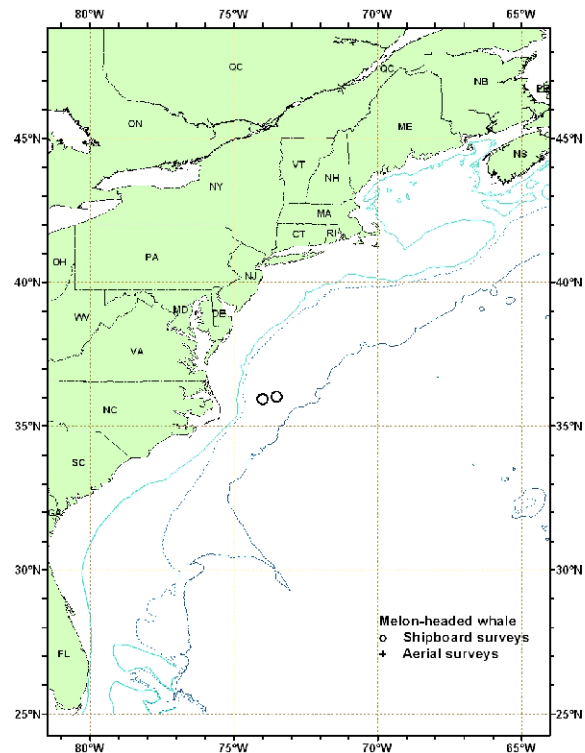 80°W 75°W 70°W 65°W
QC QC NB
PE
ON
45°N ME 45°N
NS
VT
NH
NY
MA
CT RI
OH PA
40°N NJ 40°N
MD
WV DE
VA
NC
35°N 35°N
SC
GA
30°N 30°N
Melon-headed whale
Shipboard surveys
FL
Aerial surveys
25°N 25°N
80°W 75°W 70°W 65°W